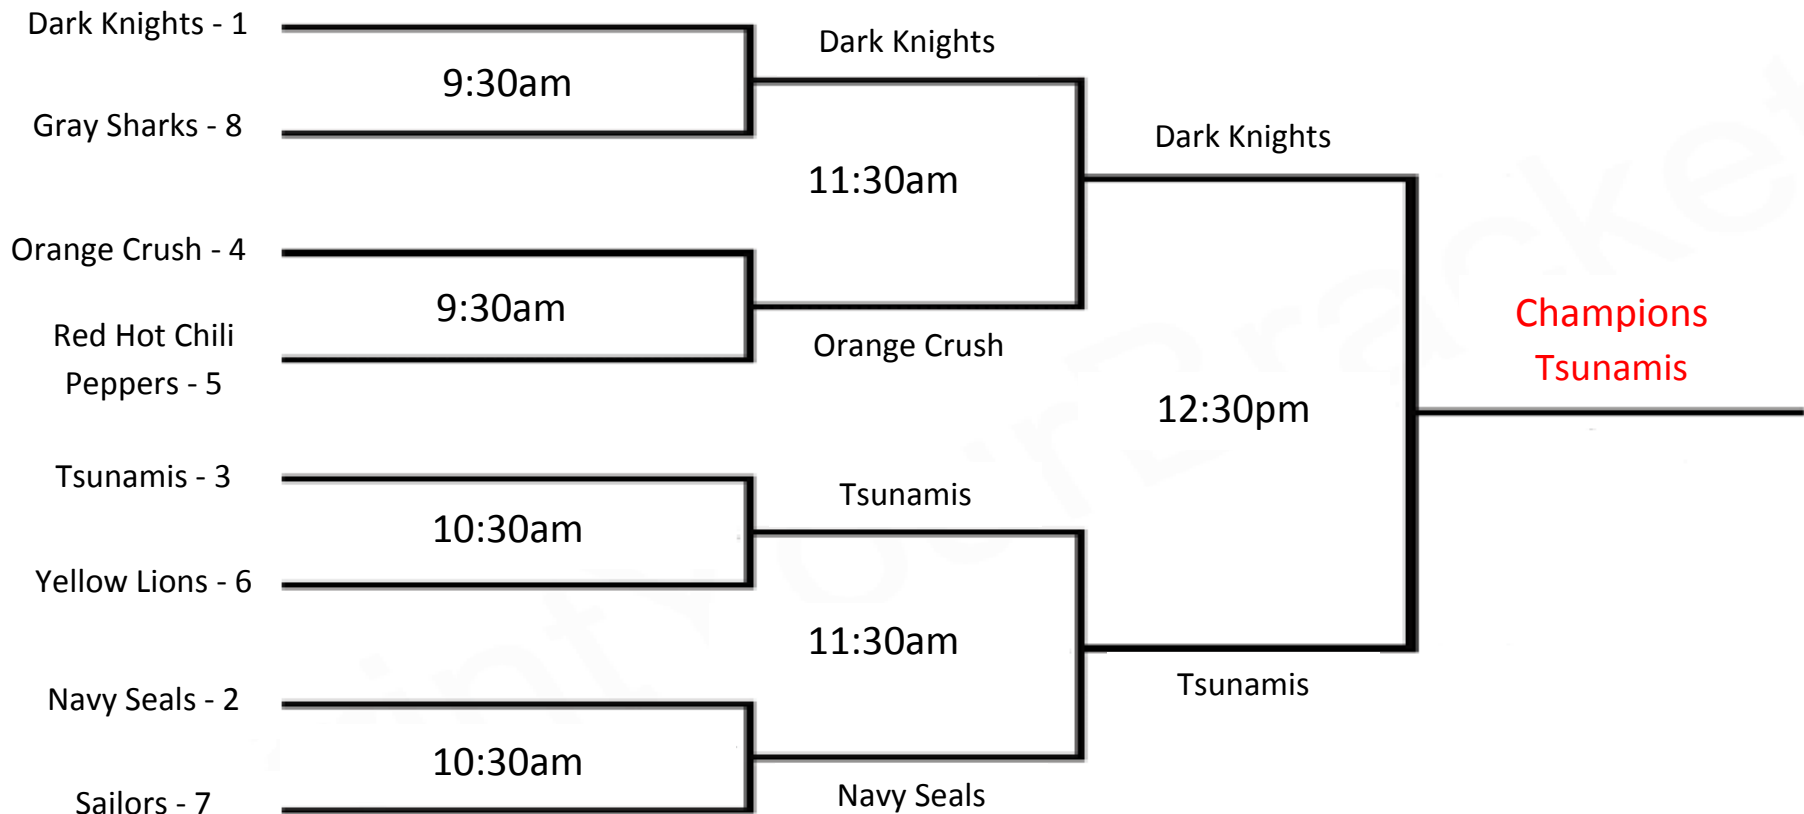 Dark Knights - 1
9:30am
Gray Sharks - 8
Dark Knights
Orange Crush - 4
9:30am
Red Hot Chili
Peppers - 5
Orange Crush
11:30am
Dark Knights
Tsunamis - 3
10:30am
Yellow Lions - 6
Tsunamis
Navy Seals - 2
10:30am
Sailors - 7
Navy Seals
11:30am
Tsunamis
12:30pm
Champions
Tsunamis